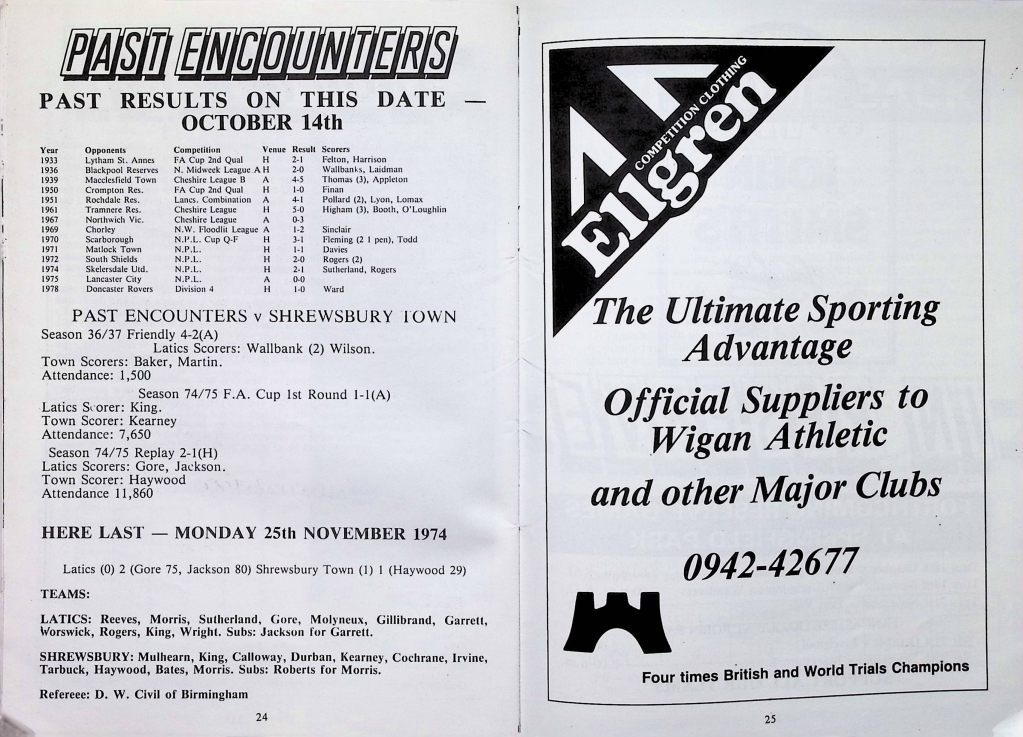 PAST ENCOUNTERS
PAST RESULTS ON THIS DATE —
OCTOBER 14th
Year Opponents Competition Venue Result Scorers
1933 Lytham St. Annes FA Cup 2nd Qual H 2-1 Felton, Harrison
1936 Blackpool Reserves N. Midweek League A H 2-0 Wallbanks, Laidman
1939 Macclesfield Town Cheshire League B A 4-5 Thomas (3), Appleton
1950 Crompton Res. FA Cup 2nd Qual H 1-0 Finan
1951 Rochdale Res. Lancs. Combination A 4-1 Pollard (2), Lyon, Lomax
1961 Tramnere Res. Cheshire League H 5-0 Higham (3), Booth, O'Loughlin
1967 Northwich Vic. Cheshire League A 0-3
1969 Chorley N.W. Floodlit League A 1-2 Sinclair
1970 Scarborough N.P.L. Cup Q-F H 3-1 Fleming (2 1 pen), Todd
1971 Matlock Town N.P.L. H 1-1 Davies
1972 South Shields N.P.L. H 2-0 Rogers (2)
1974 Skelersdale Utd. N.P.L. H 2-1 Sutherland, Rogers
1975 Lancaster City N.P.L. A 0-0
1978 Doncaster Rovers Division 4 H 1-0 Ward
PAST ENCOUNTERS v SHREWSBURY TOWN
Season 36/37 Friendly 4-2(A)
Latics Scorers: Wallbank (2) Wilson.
Town Scorers: Baker, Martin.
Attendance: 1,500
Season 74/75 F.A. Cup 1st Round 1-1(A)
Latics Scorer: King.
Town Scorer: Kearney
Attendance: 7,650
Season 74/75 Replay 2-1(H)
Latics Scorers: Gore, Jackson.
Town Scorer: Haywood
Attendance 11,860
HERE LAST — MONDAY 25th NOVEMBER 1974
Latics (0) 2 (Gore 75, Jackson 80) Shrewsbury Town (1) 1 (Haywood 29)
TEAMS:
LATICS: Reeves, Morris, Sutherland, Gore, Molyneux, Gillibrand, Garrett,
Worswick, Rogers, King, Wright. Subs: Jackson for Garrett.
SHREWSBURY: Mulhearn, King, Calloway, Durban, Kearney, Cochrane, Irvine,
Tarbuck, Haywood, Bates, Morris. Subs: Roberts for Morris.
Refereee: D. W. Civil of Birmingham
24
COMPETITION CLOTHING
Ellgren
The Ultimate Sporting
Advantage
Official Suppliers to
Wigan Athletic
and other Major Clubs
0942-42677
Four times British and World Trials Champions
25